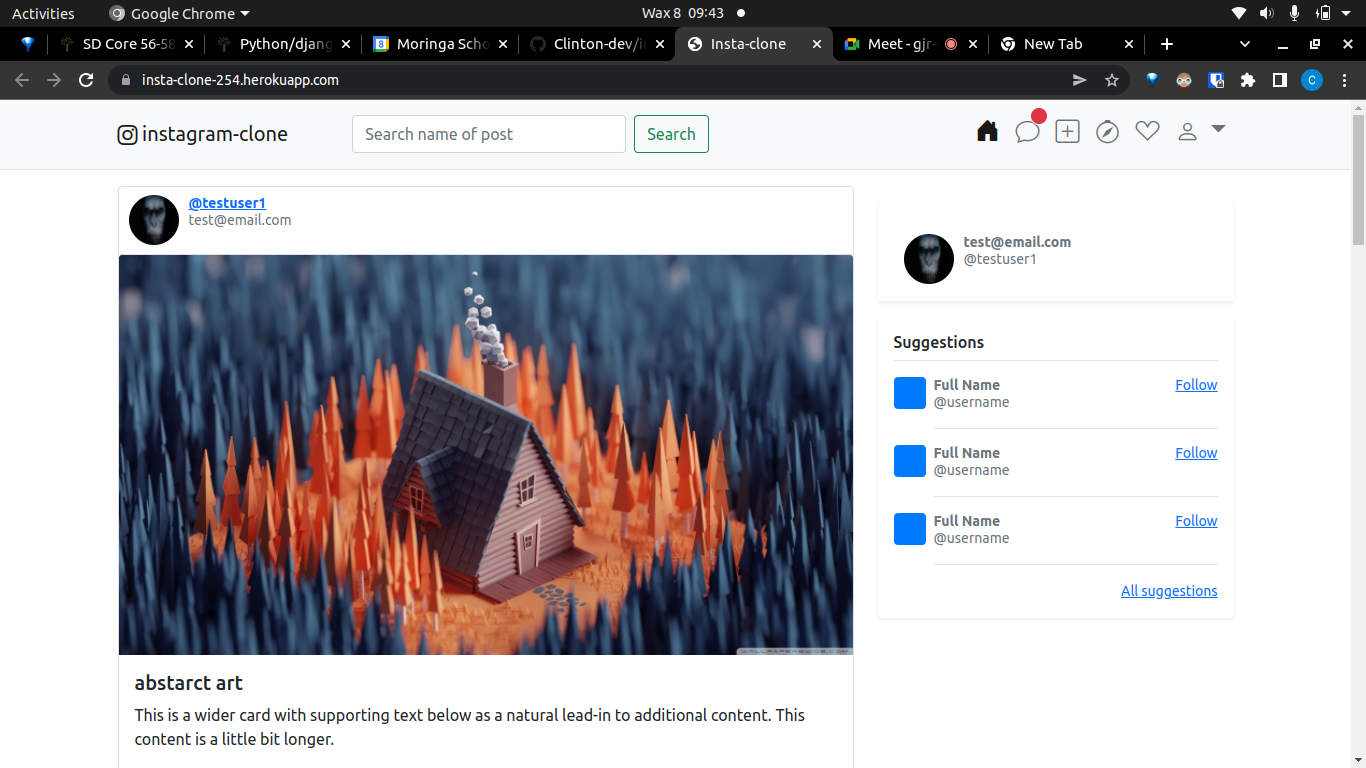 Activities Google Chrome Wax 8 09:43
SD Core 56-58 Python/djang Moringa Scho Clinton-dev/i Insta-clone Meet - gjr- New Tab
insta-clone-254.herokuapp.com C
instagram-clone Search name of post Search
@testuser1
test@email.com
test@email.com
@testuser1
Suggestions
Full Name Follow
@username
Full Name Follow
@username
Full Name Follow
@username
All suggestions
abstarct art
This is a wider card with supporting text below as a natural lead-in to additional content. This
content is a little bit longer.